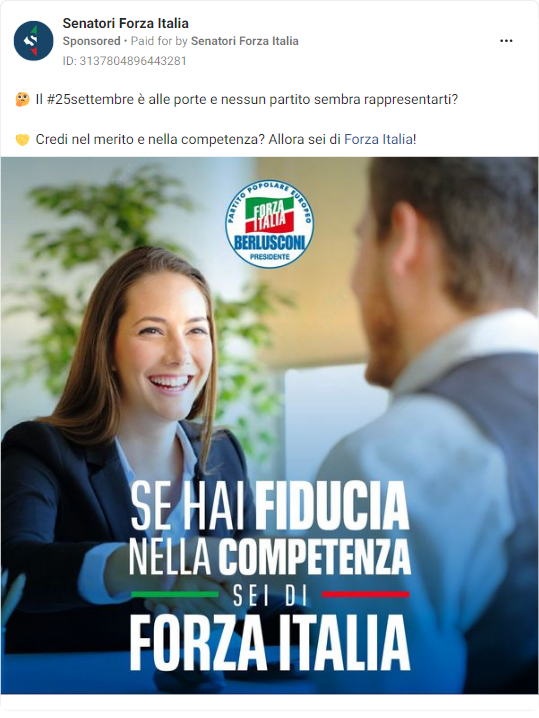 Senatori Forza Italia
Sponsored • Paid for by Senatori Forza Italia
ID: 3137804896443281
🤔 Il #25settembre è alle porte e nessun partito sembra rappresentarti?
💛 Credi nel merito e nella competenza? Allora sei di Forza Italia!
PARTITO POPOLARE EUROPEO
FORZA
ITALIA
BERLUSCONI
PRESIDENTE
SE HAI FIDUCIA
NELLA COMPETENZA
SEI DI
FORZA ITALIA